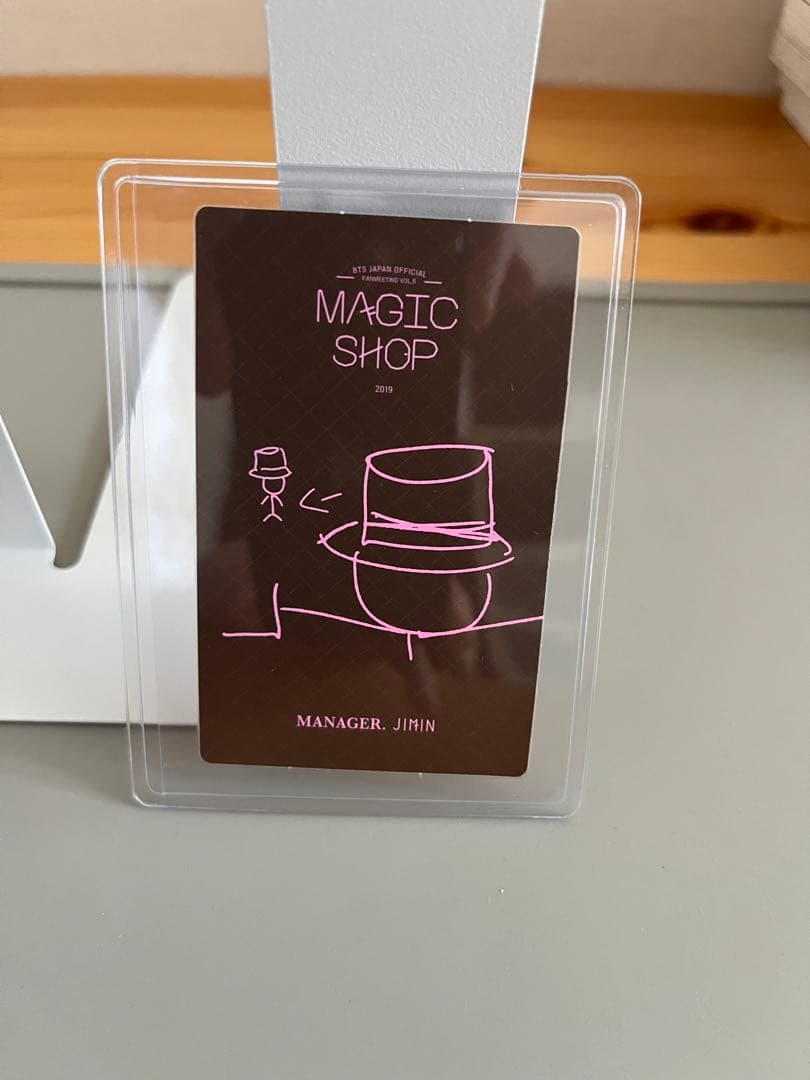 BTS JAPAN OFFICIAL
FANMEETING VOL.5
MAGIC
SHOP
2019
MANAGER. JIMIN